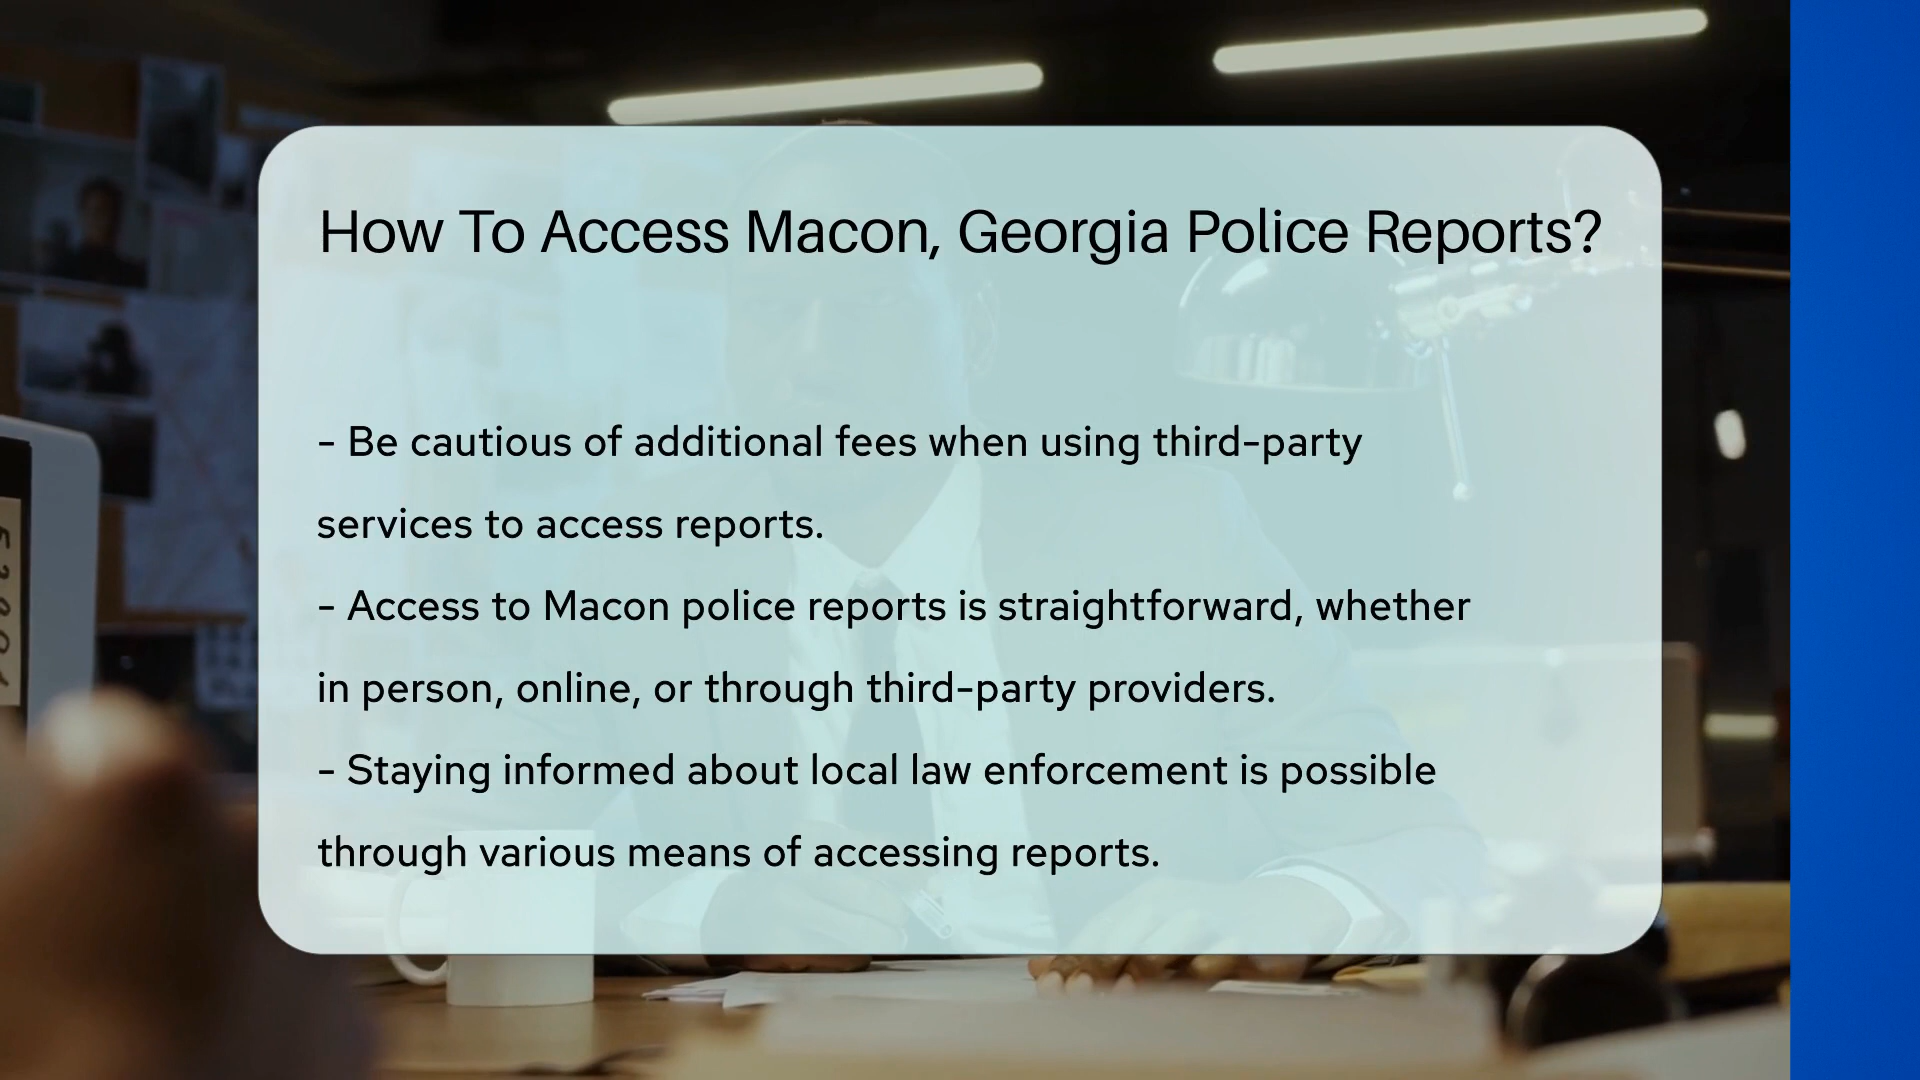 How To Access Macon, Georgia Police Reports?
- Be cautious of additional fees when using third-party
services to access reports.
- Access to Macon police reports is straightforward, whether
in person, online, or through third-party providers.
- Staying informed about local law enforcement is possible
through various means of accessing reports.